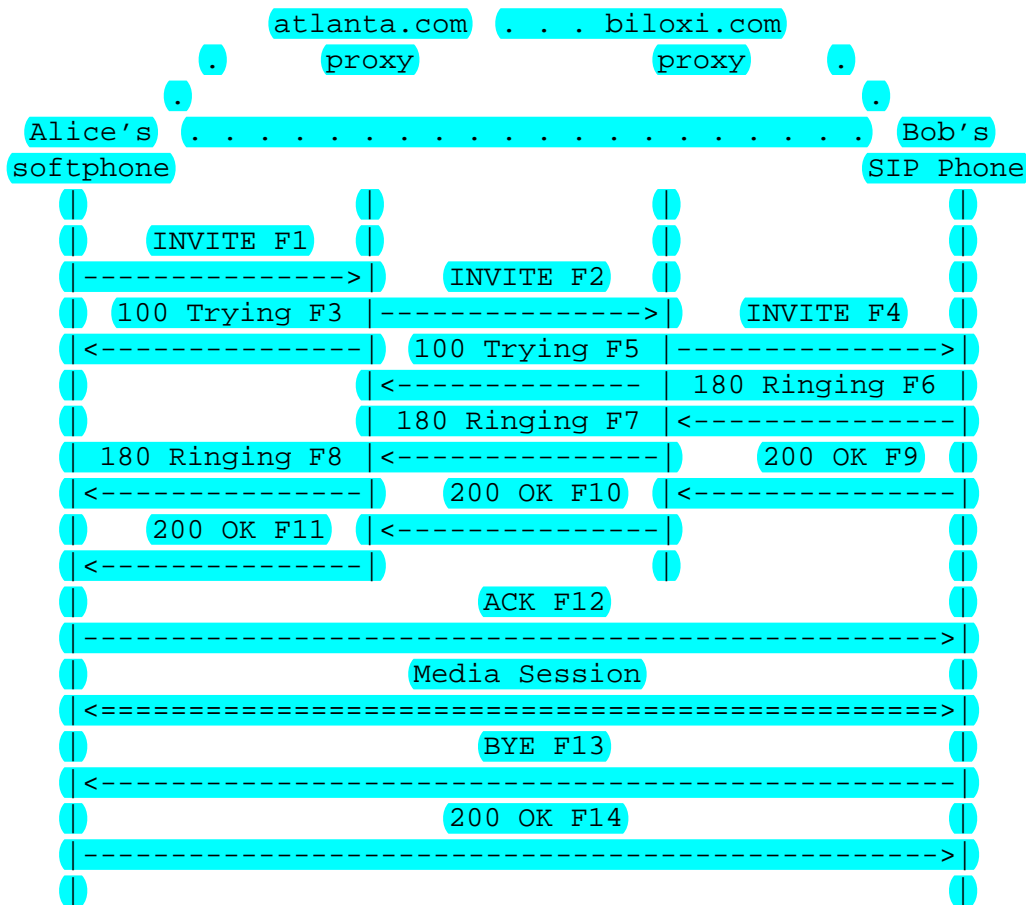 atlanta.com . . . biloxi.com
. proxy proxy .
. .
Alice's . . . . . . . . . . . . . . . . . . . . Bob's
softphone SIP Phone
| | | |
| INVITE F1 | | |
|--------------->| INVITE F2 | |
| 100 Trying F3 |--------------->| INVITE F4 |
|<---------------| 100 Trying F5 |--------------->|
| |<-------------- | 180 Ringing F6 |
| | 180 Ringing F7 |<---------------|
| 180 Ringing F8 |<---------------| 200 OK F9 |
|<---------------| 200 OK F10 |<---------------|
| 200 OK F11 |<---------------| |
|<---------------| | |
| ACK F12 |
|------------------------------------------------->|
| Media Session |
|<================================================>|
| BYE F13 |
|<-------------------------------------------------|
| 200 OK F14 |
|------------------------------------------------->|
| |